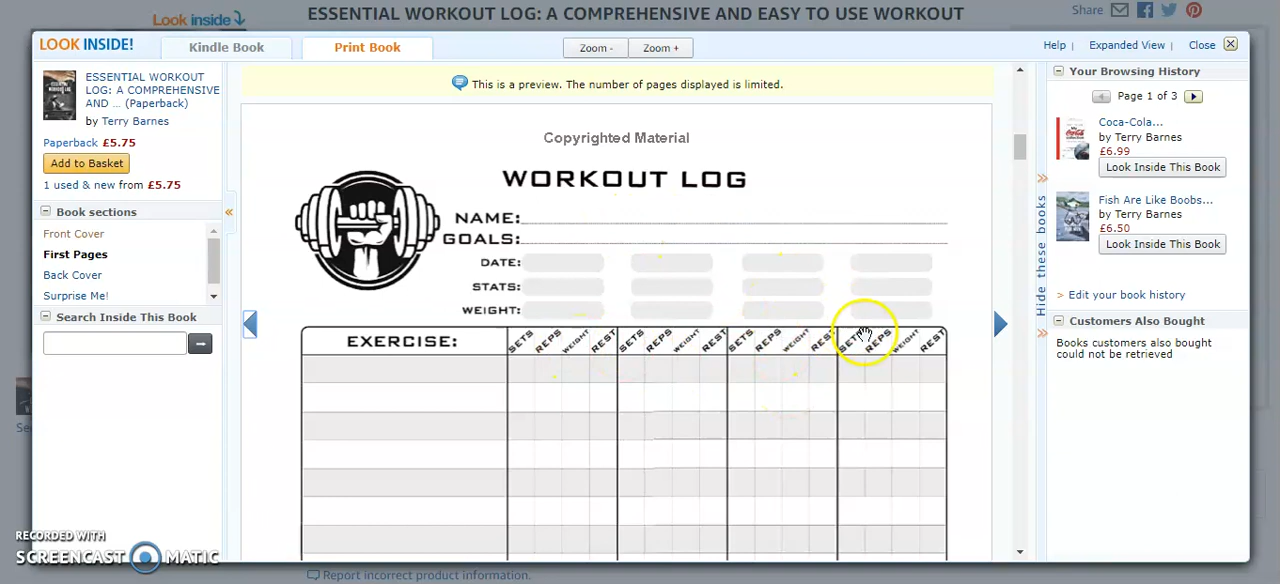 Look inside
ESSENTIAL WORKOUT LOG: A COMPREHENSIVE AND EASY TO USE WORKOUT
Share
LOOK INSIDE!
Kindle Book
Print Book
Zoom -
Zoom +
Help |
Expanded View |
Close
ESSENTIAL WORKOUT
LOG: A COMPREHENSIVE
AND ... (Paperback)
by Terry Barnes
Paperback £5.75
Add to Basket
1 used & new from £5.75
Book sections
Front Cover
First Pages
Back Cover
Surprise Me!
Search Inside This Book
This is a preview. The number of pages displayed is limited.
Copyrighted Material
WORKOUT LOG
NAME:
GOALS:
DATE:
STATS:
WEIGHT:
EXERCISE: SETS REPS WEIGHT REST SETS REPS WEIGHT REST SETS REPS WEIGHT REST SETS REPS WEIGHT REST
Hide these books
Your Browsing History
Page 1 of 3
Coca-Cola...
by Terry Barnes
£6.99
Look Inside This Book
Fish Are Like Boobs...
by Terry Barnes
£6.50
Look Inside This Book
> Edit your book history
Customers Also Bought
Books customers also bought
could not be retrieved
Se
RECORDED WITH
SCREENCAST MATIC
Report incorrect product information.